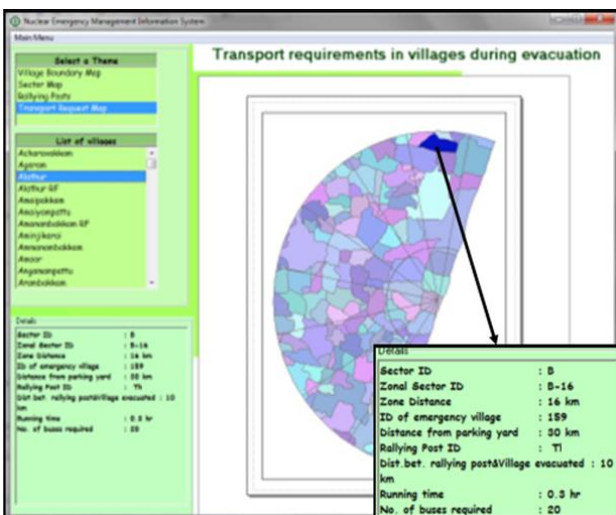 Nuclear Emergency Management Information System
Main Menu
Transport requirements in villages during evacuation
Select a Theme
Village Boundary Map
Sector Map
Rallying Posts
Transport Request Map
List of villages
Acharavakkam
Agaram
Alathur
Alathur RF
Amaipakkam
Amaiyampattu
Amanambakkam RF
Aminjikarai
Ammanambakkam
Amoor
Angamampattu
Arambakkam
Details
Sector ID : B
Zonal Sector ID : B-16
Zone Distance : 16 km
ID of emergency village : 159
Distance from parking yard : 30 km
Rallying Post ID : T1
Dist.bet. rallying post&Village evacuated : 10
km
Running time : 0.3 hr
No. of buses required : 20
Details
Sector ID : B
Zonal Sector ID : B-16
Zone Distance : 16 km
ID of emergency village : 159
Distance from parking yard : 30 km
Rallying Post ID : T1
Dist.bet. rallying post&Village evacuated : 10
km
Running time : 0.3 hr
No. of buses required : 20